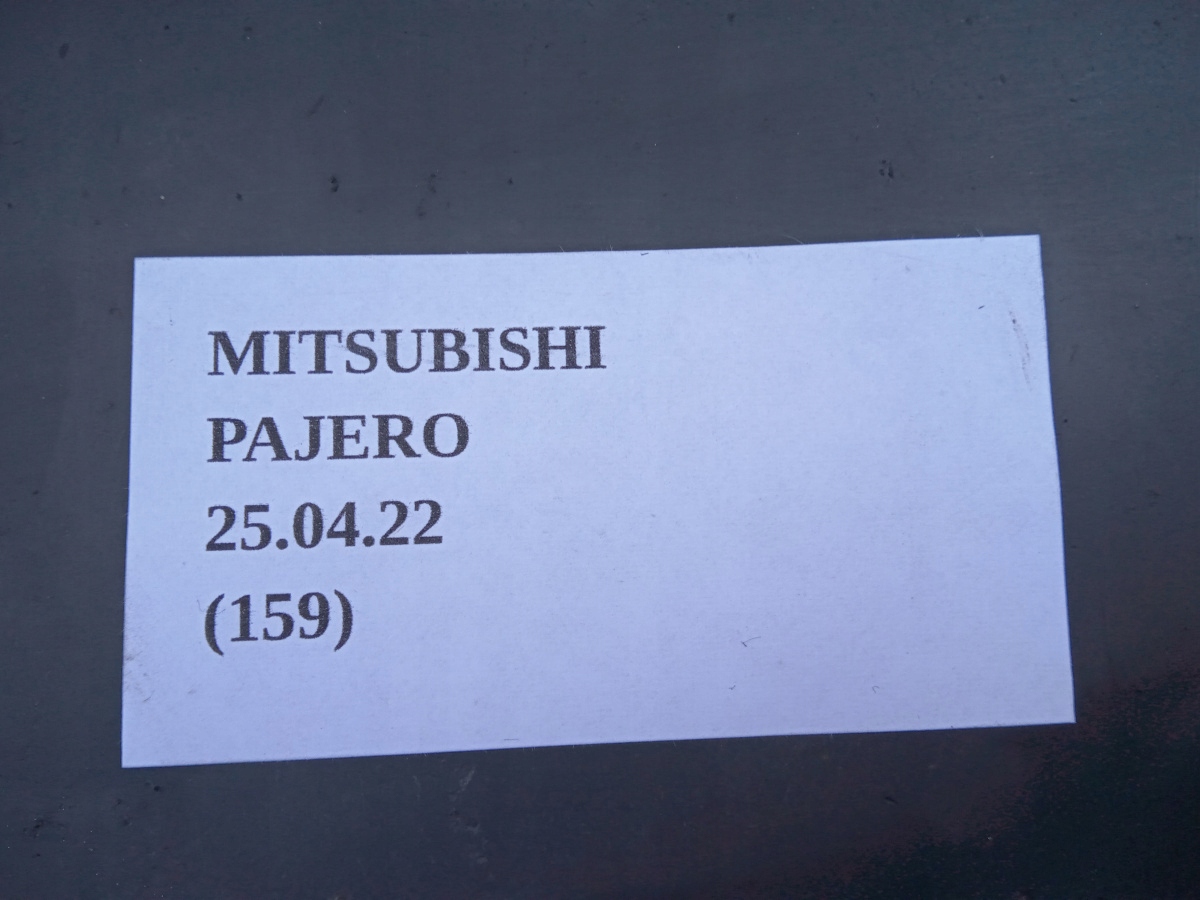 MITSUBISHI
PAJERO
25.04.22
(159)